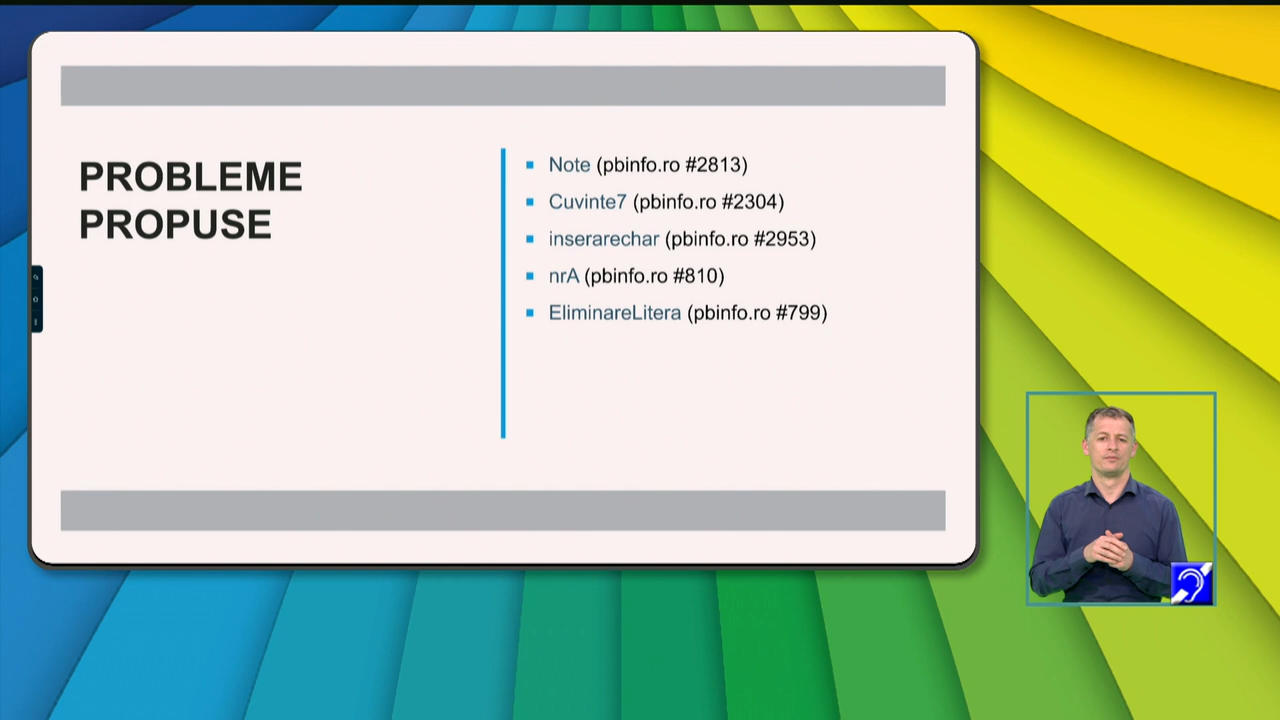 PROBLEME
PROPUSE
Note (pbinfo.ro #2813)
Cuvinte7 (pbinfo.ro #2304)
inserarechar (pbinfo.ro #2953)
nrA (pbinfo.ro #810)
EliminareLitera (pbinfo.ro #799)